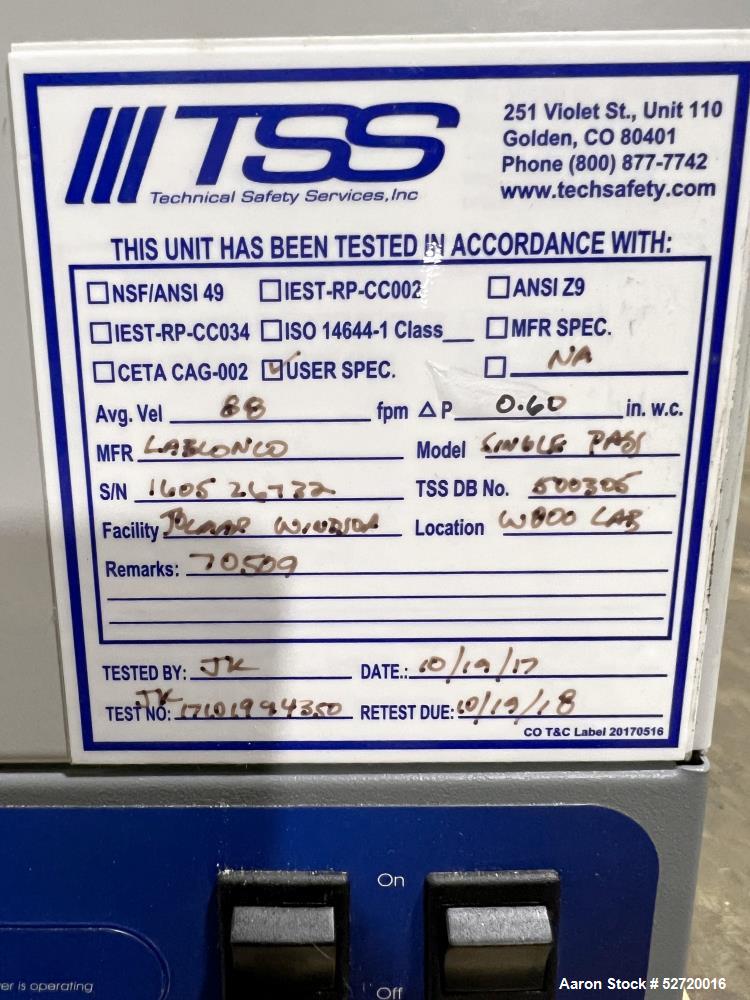 TSS
Technical Safety Services, Inc
251 Violet St., Unit 110
Golden, CO 80401
Phone (800) 877-7742
www.techsafety.com
THIS UNIT HAS BEEN TESTED IN ACCORDANCE WITH:
NSF/ANSI 49 IEST-RP-CC002 ANSI Z9
IEST-RP-CC034 ISO 14644-1 Class MFR SPEC.
CETA CAG-002 USER SPEC. NA
Avg. Vel 88 fpm Δ P 0.60 in. w.c.
MFR LABCONCO Model SINGLE PASS
S/N 160526732 TSS DB No. 500305
Facility Windsor Location W800 LAB
Remarks: 70509
TESTED BY: JK DATE.: 10/19/17
TEST NO: JK 17101994350 RETEST DUE: 10/19/18
CO T&C Label 20170516
On
er is operating
Off
Aaron Stock # 52720016